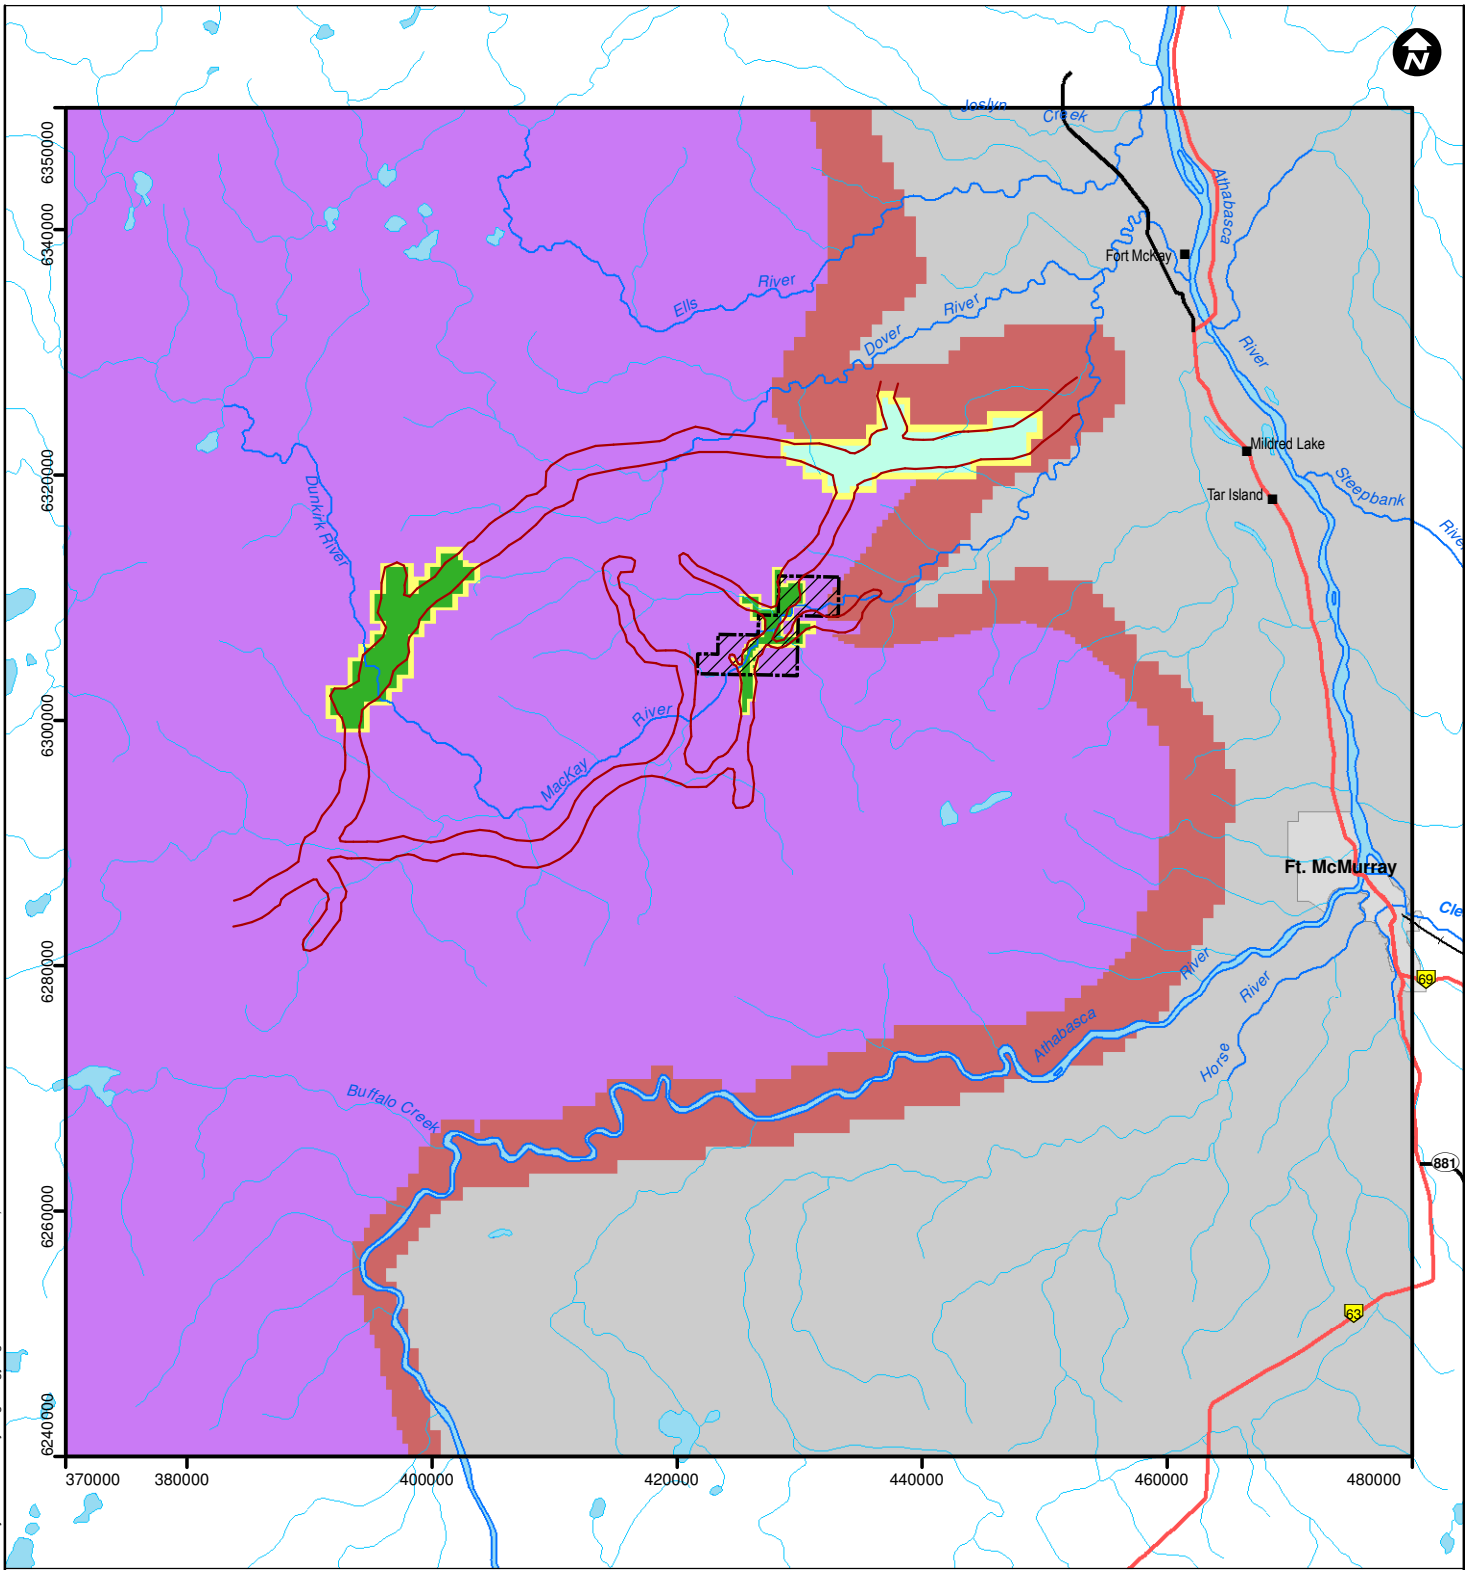 N
Joslyn
Creek
6350000
Athabasca
6340000
Fort McKay
River
Ells
River
Dover
River
Mildred Lake
Steepbank
River
Tar Island
6320000
Dunkirk River
River
MacKay
6300000
Ft. McMurray
Cle
River
River
69
6280000
Athabasca
Horse
Buffalo Creek
881
6260000
63
6240000
370000
380000
400000
420000
440000
460000
480000